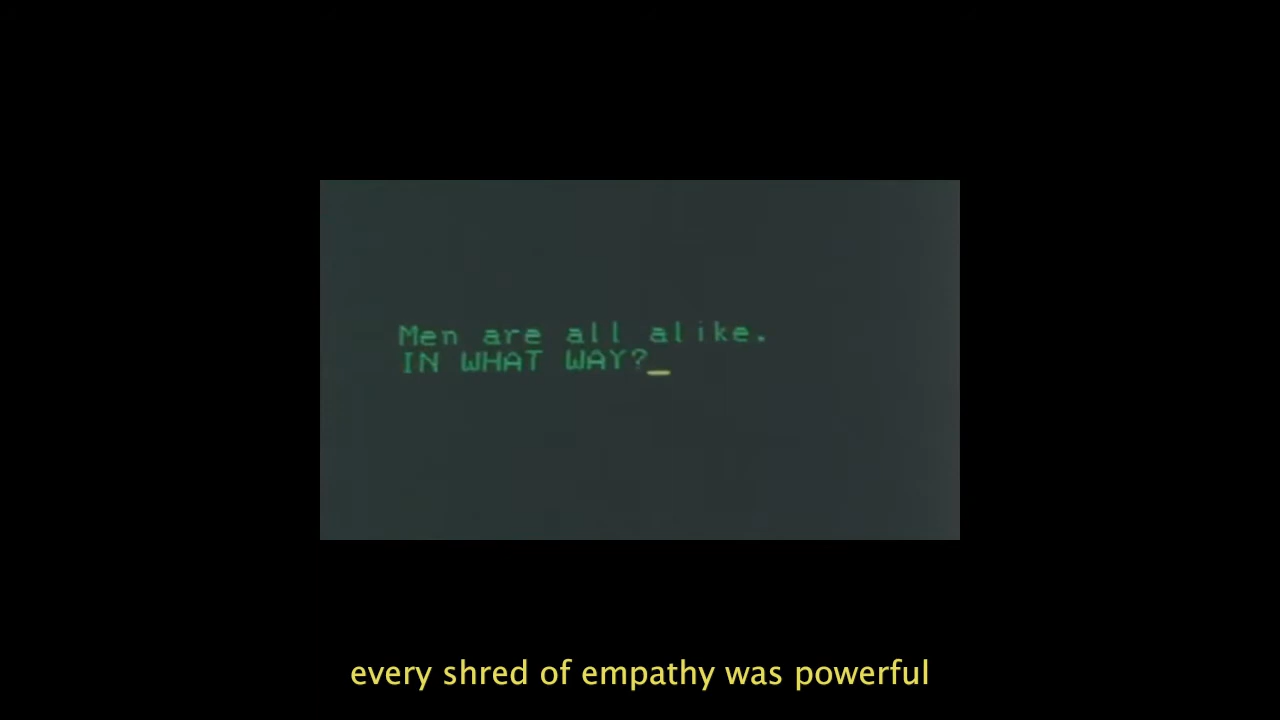 Men are all alike.
IN WHAT WAY?_
every shred of empathy was powerful